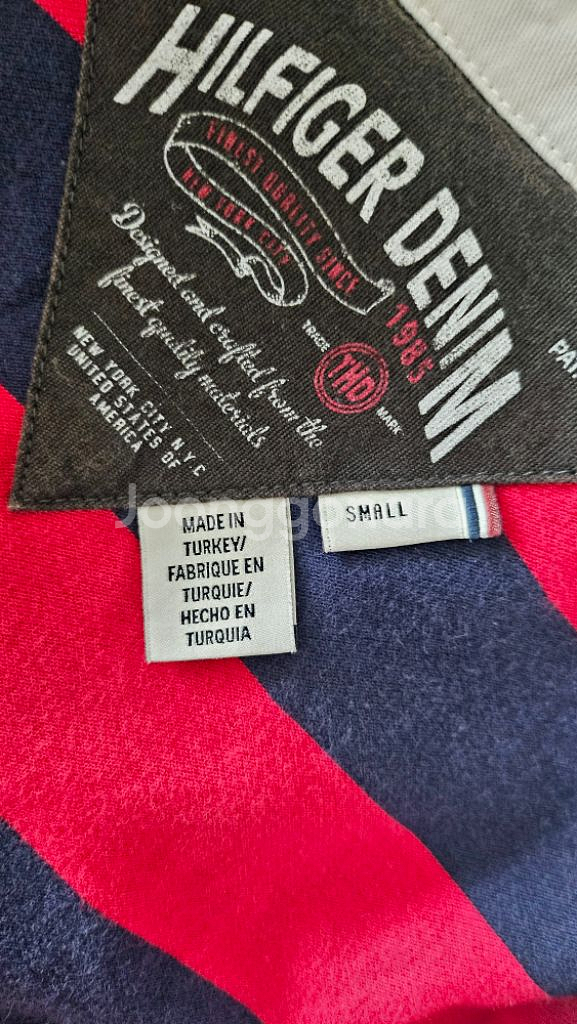 HILFIGER DENIM
FINEST QUALITY SINCE
1985
NEW YORK CITY
Designed and crafted from the
finest quality materials
TRADE
THD
MARK
NEW YORK CITY N.Y.C
UNITED STATES OF
AMERICA
PAT
MADE IN
TURKEY/
FABRIQUE EN
TURQUIE/
HECHO EN
TURQUIA
SMALL